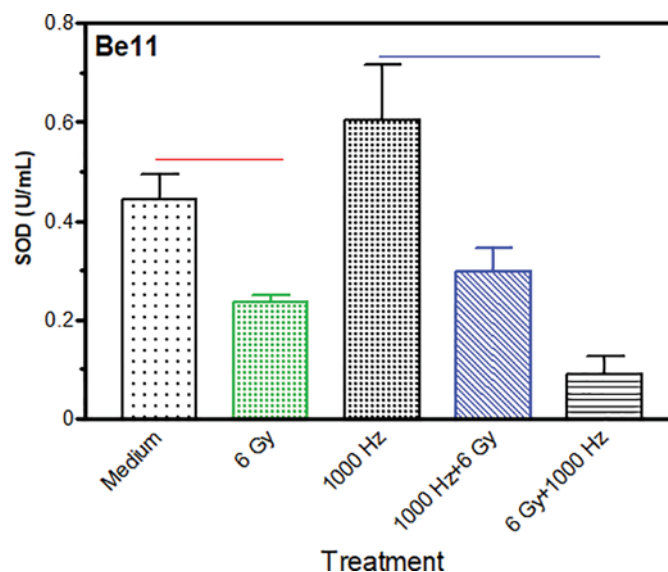 Be11
0.8
0.6
0.4
0.2
0
SOD (U/mL)
Medium
6 Gy
1000 Hz
1000 Hz+6 Gy
6 Gy+1000 Hz
Treatment